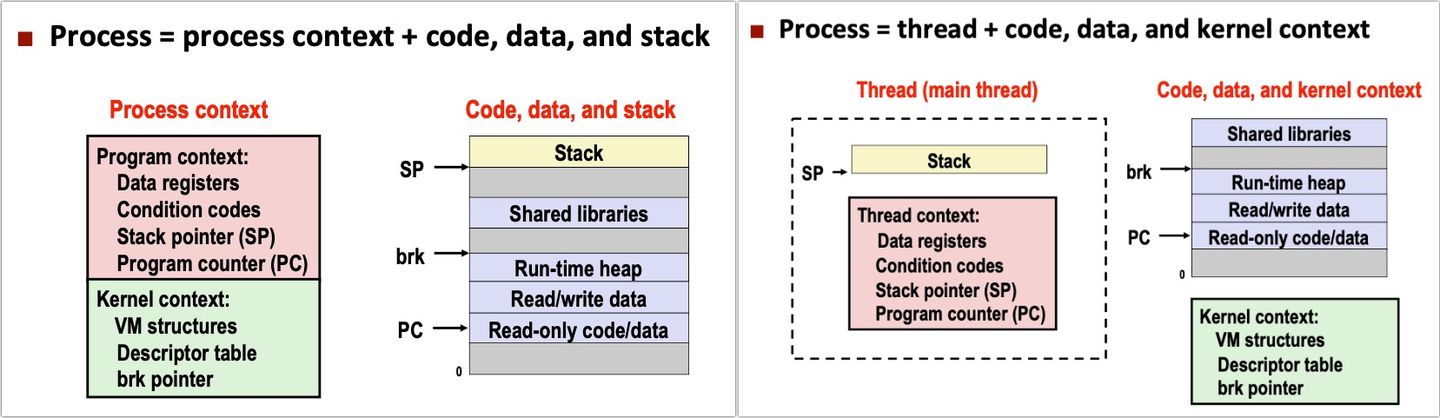 Process = process context + code, data, and stack
Process context
Program context:
Data registers
Condition codes
Stack pointer (SP)
Program counter (PC)
Kernel context:
VM structures
Descriptor table
brk pointer
Code, data, and stack
SP
Stack
Shared libraries
brk
Run-time heap
Read/write data
PC
Read-only code/data
0
Process = thread + code, data, and kernel context
Thread (main thread)
SP
Stack
Thread context:
Data registers
Condition codes
Stack pointer (SP)
Program counter (PC)
Code, data, and kernel context
Shared libraries
brk
Run-time heap
Read/write data
PC
Read-only code/data
0
Kernel context:
VM structures
Descriptor table
brk pointer